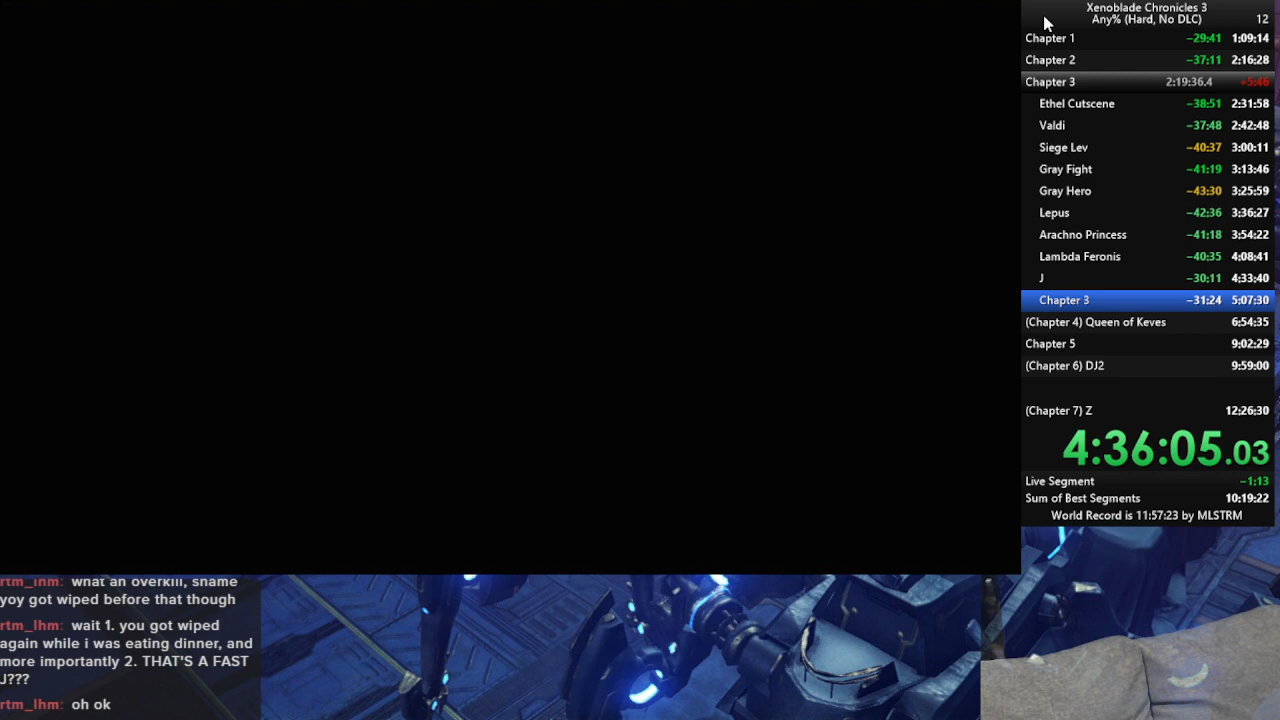 Xenoblade Chronicles 3
Any% (Hard, No DLC) 12
Chapter 1 −29:41 1:09:14
Chapter 2 −37:11 2:16:28
Chapter 3 2:19:36.4 +5:46
Ethel Cutscene −38:51 2:31:58
Valdi −37:48 2:42:48
Siege Lev −40:37 3:00:11
Gray Fight −41:19 3:13:46
Gray Hero −43:30 3:25:59
Lepus −42:36 3:36:27
Arachno Princess −41:18 3:54:22
Lambda Feronis −40:35 4:08:41
J −30:11 4:33:40
Chapter 3 −31:24 5:07:30
(Chapter 4) Queen of Keves 6:54:35
Chapter 5 9:02:29
(Chapter 6) DJ2 9:59:00
(Chapter 7) Z 12:26:30
4:36:05.03
Live Segment −1:13
Sum of Best Segments 10:19:22
World Record is 11:57:23 by MLSTRM
rtm_lhm: what an overkill, shame
yoy got wiped before that though
rtm_lhm: wait 1. you got wiped
again while i was eating dinner, and
more importantly 2. THAT'S A FAST
J???
rtm_lhm: oh ok